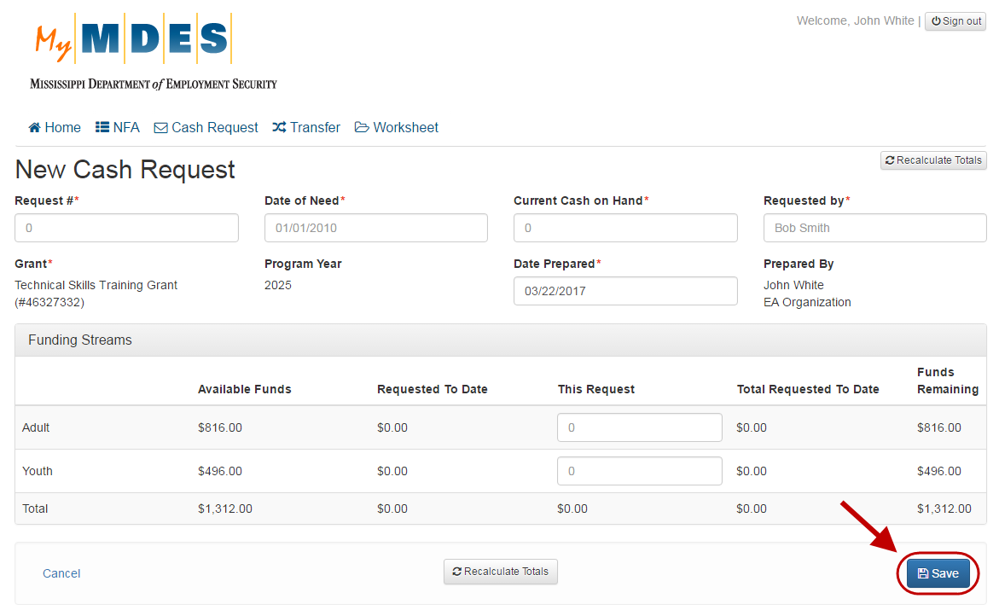 Welcome, John White | Sign out
My MDES
Mississippi Department of Employment Security
Home NFA Cash Request Transfer Worksheet
New Cash Request Recalculate Totals
Request #* Date of Need* Current Cash on Hand* Requested by*
0 01/01/2010 0 Bob Smith
Grant* Program Year Date Prepared* Prepared By
Technical Skills Training Grant 2025 03/22/2017 John White
(#46327332) EA Organization
Funding Streams
Funds
Available Funds Requested To Date This Request Total Requested To Date Remaining
Adult $816.00 $0.00 0 $0.00 $816.00
Youth $496.00 $0.00 0 $0.00 $496.00
Total $1,312.00 $0.00 $0.00 $0.00 $1,312.00
Cancel Recalculate Totals Save